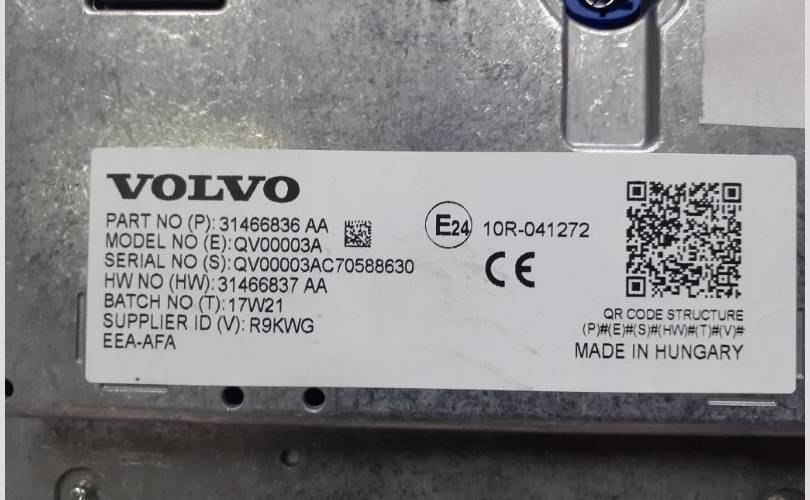 VOLVO
PART NO (P): 31466836 AA
MODEL NO (E): QV00003A
SERIAL NO (S): QV00003AC70588630
HW NO (HW): 31466837 AA
BATCH NO (T): 17W21
SUPPLIER ID (V): R9KWG
EEA-AFA
E24 10R-041272
CE
QR CODE STRUCTURE
(P)#(E)#(S)#(HW)#(T)#(V)#
MADE IN HUNGARY